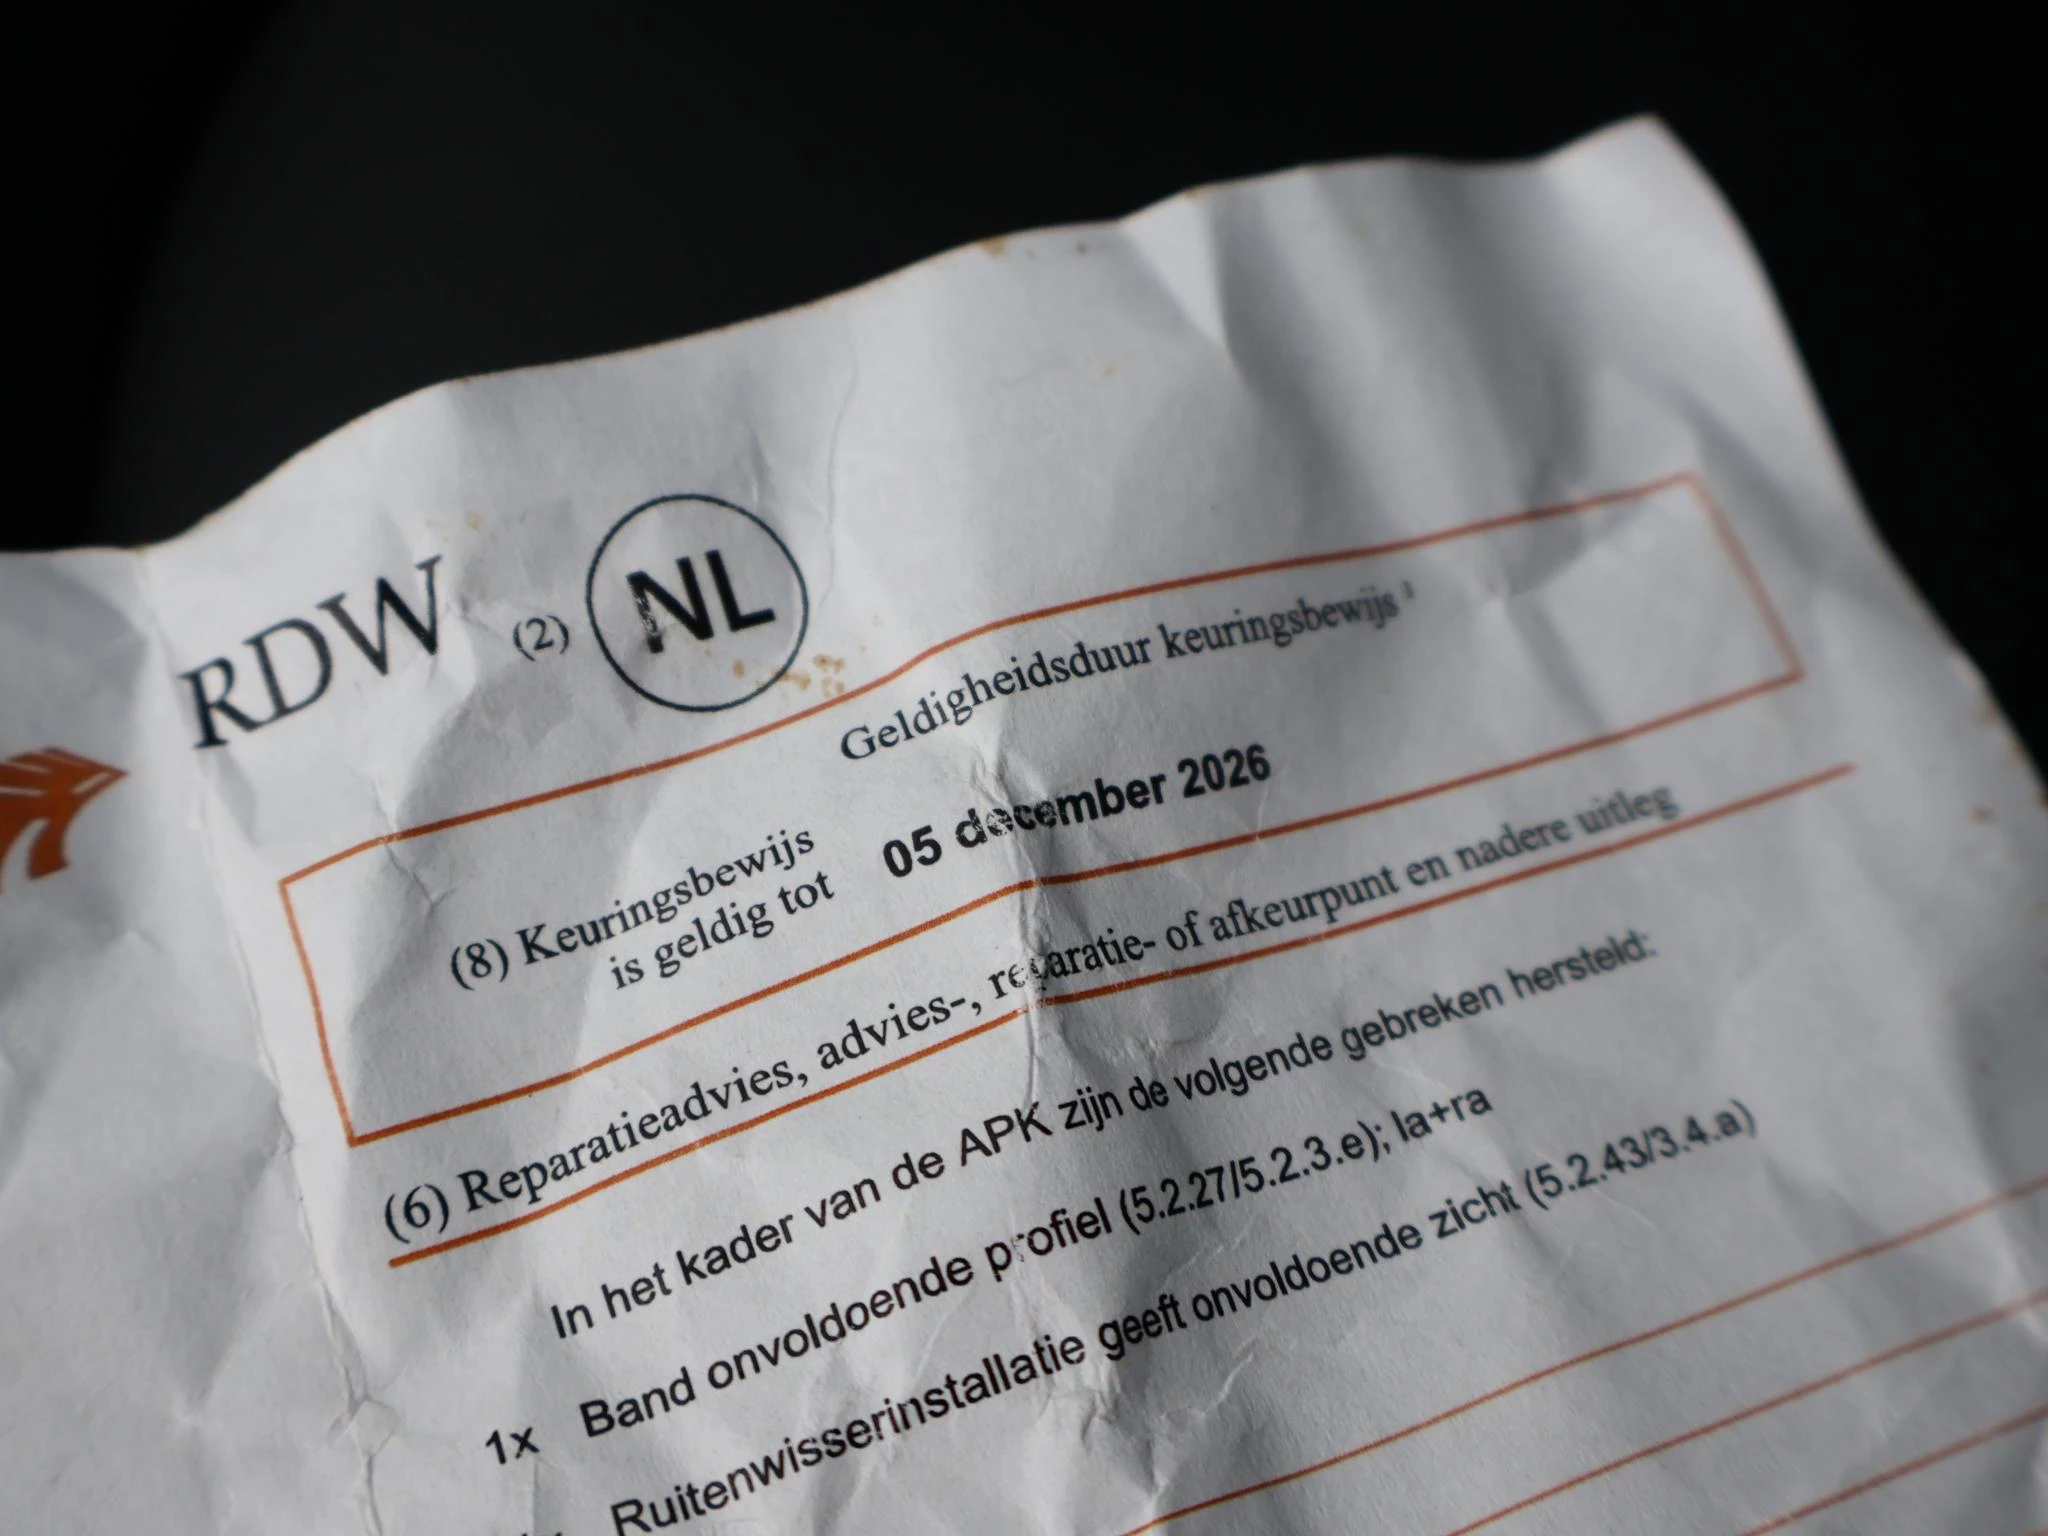 RDW (2) NL
Geldigheidsduur keuringsbewijs ¹
(8) Keuringsbewijs
is geldig tot
05 december 2026
(6) Reparatieadvies, advies-, reparatie- of afkeurpunt en nadere uitleg
In het kader van de APK zijn de volgende gebreken hersteld:
1x Band onvoldoende profiel (5.2.27/5.2.3.e); la+ra
Ruitenwisserinstallatie geeft onvoldoende zicht (5.2.43/3.4.a)